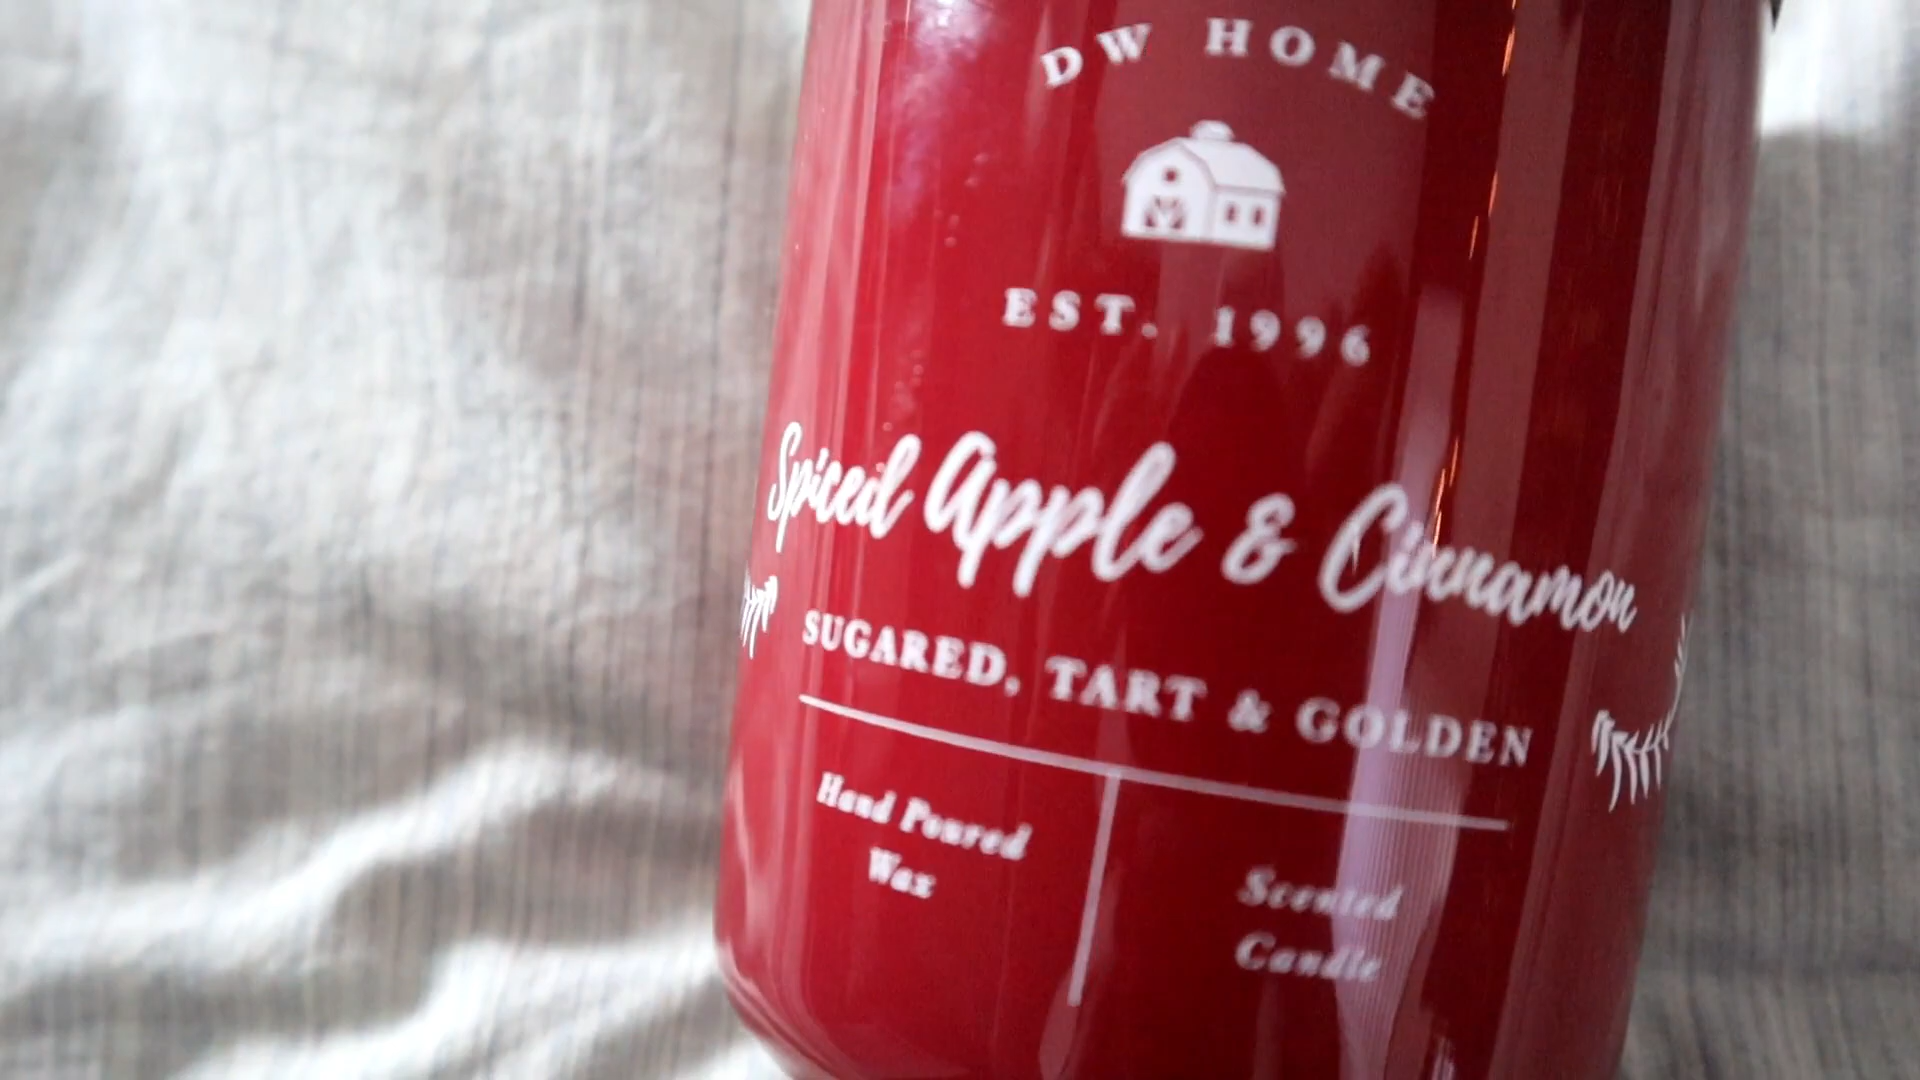 DW HOME
EST. 1996
Spiced Apple & Cinnamon
SUGARED, TART & GOLDEN
Hand Poured
Wax
Scented
Candle